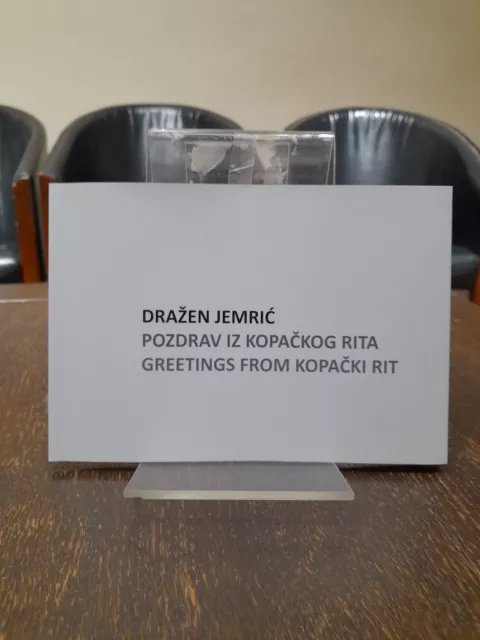 DRAŽEN JEMRIĆ
POZDRAV IZ KOPAČKOG RITA
GREETINGS FROM KOPAČKI RIT